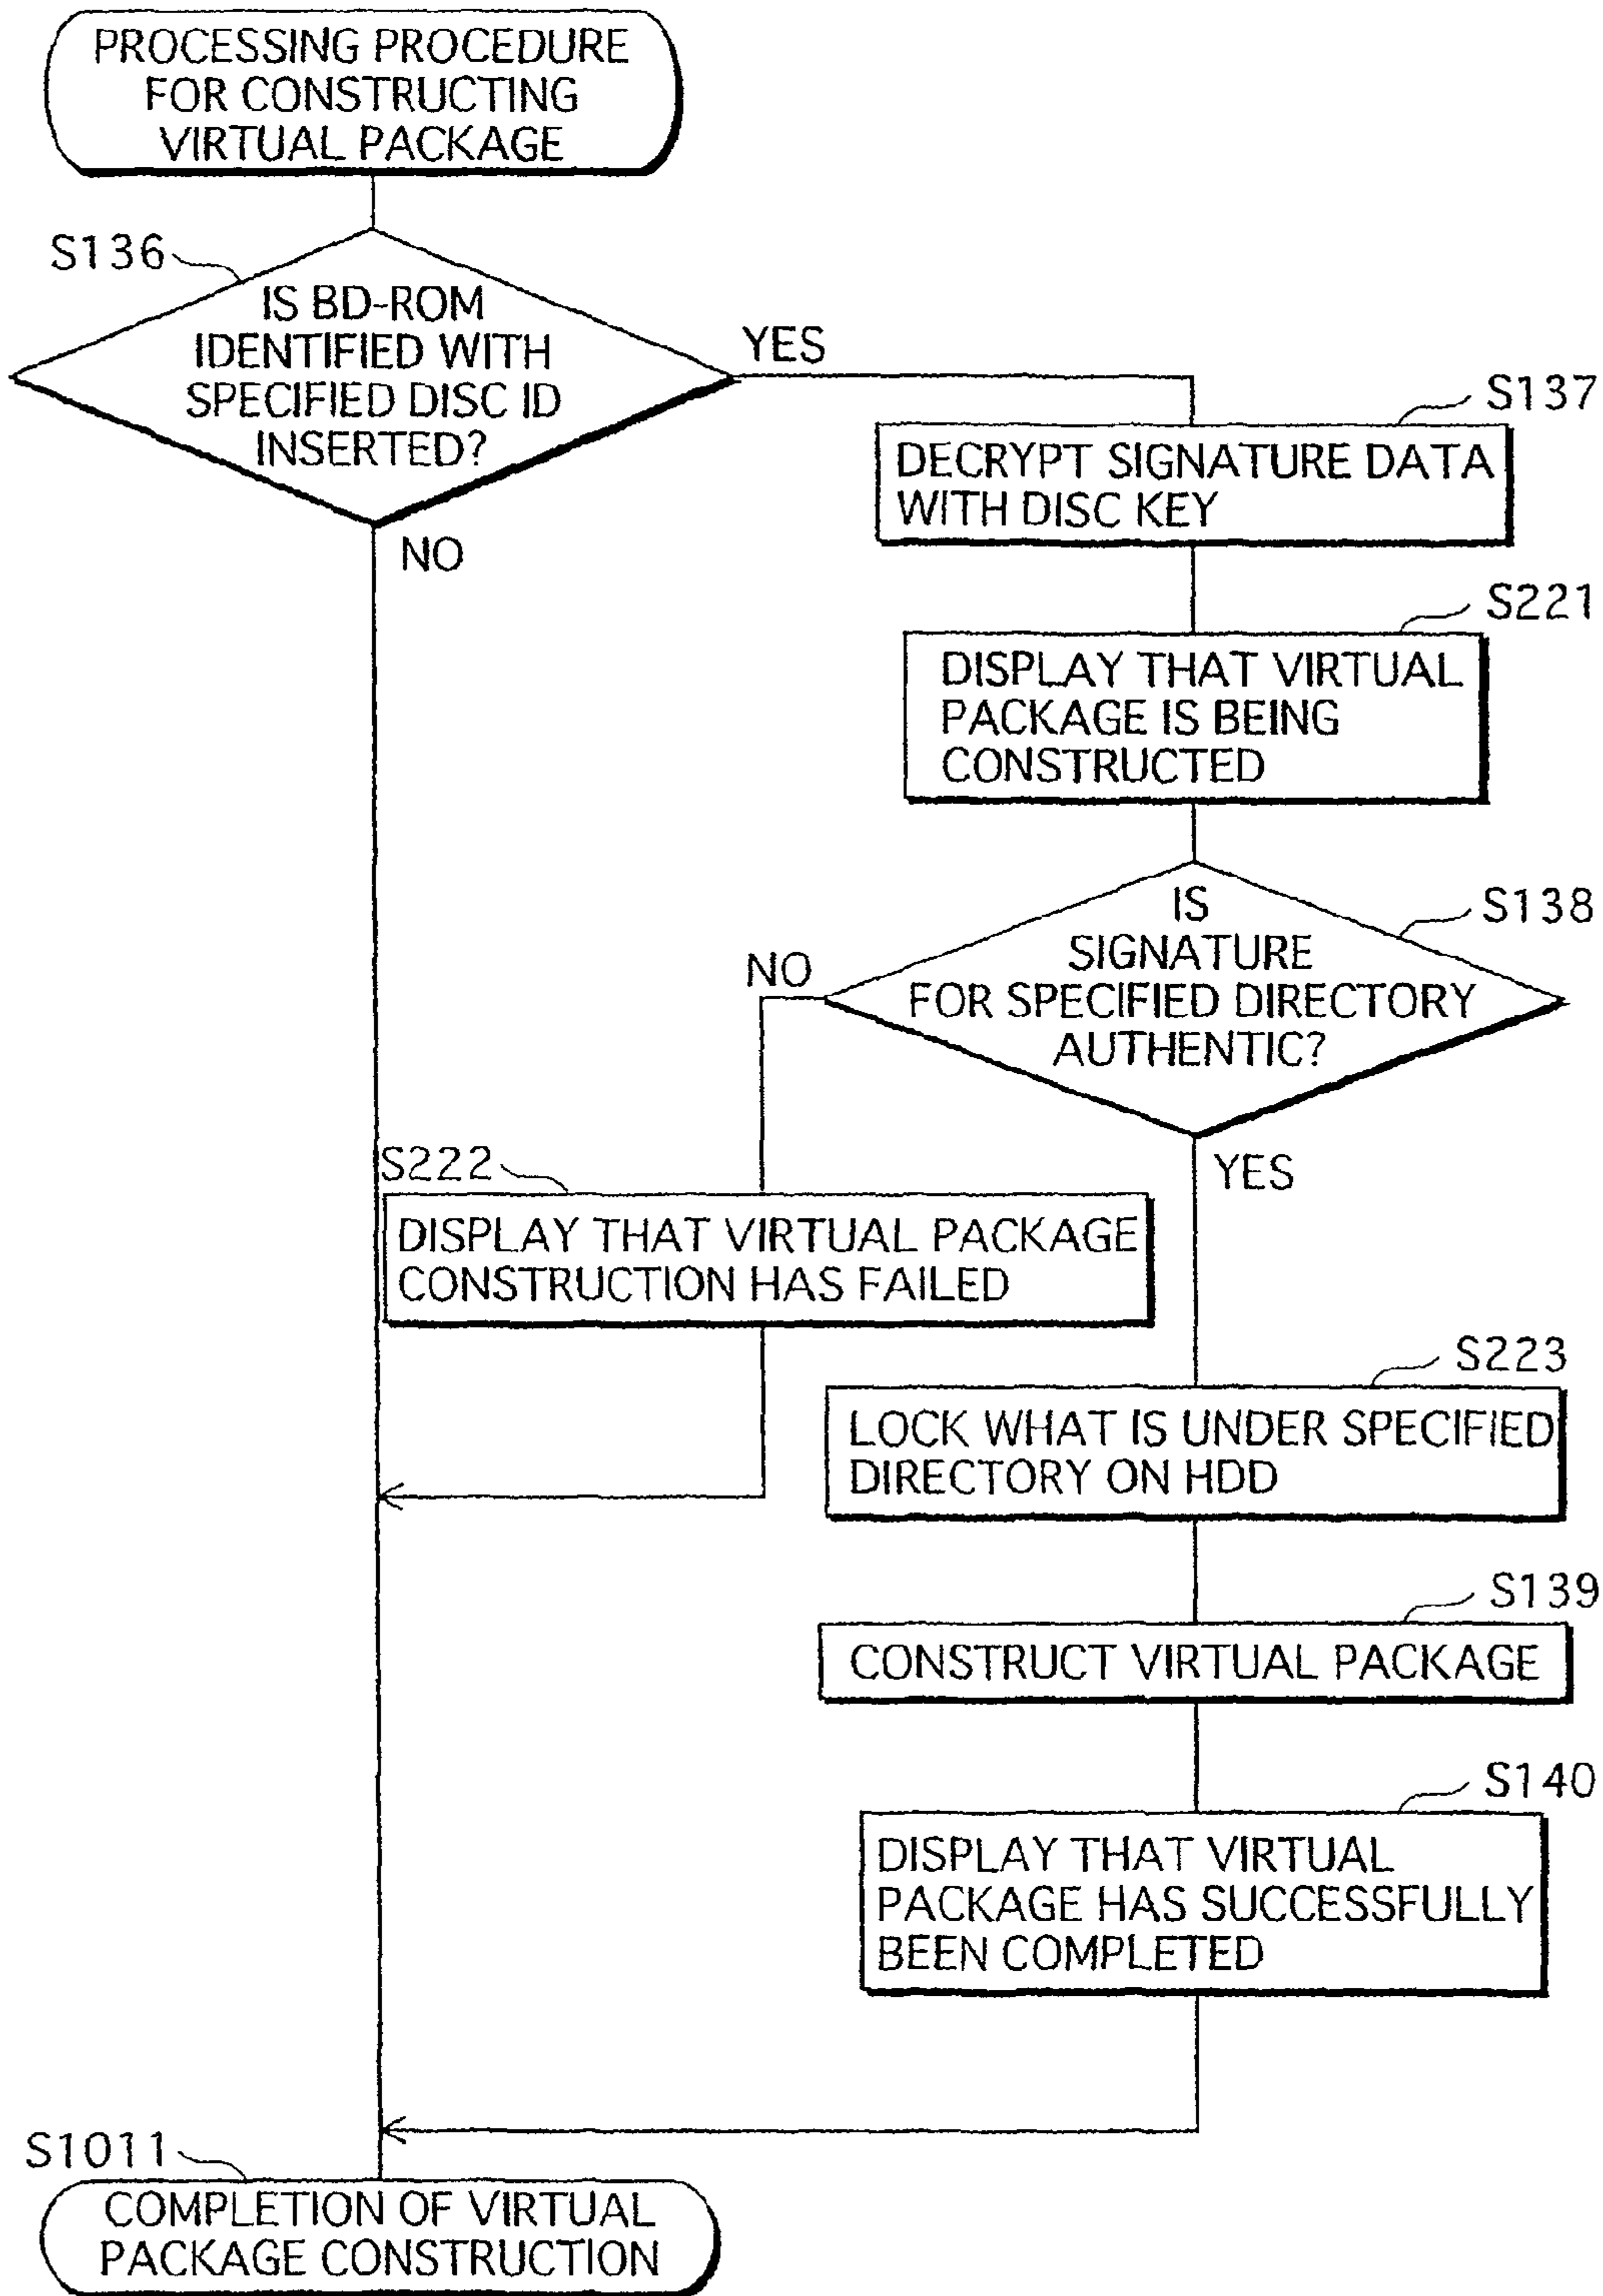 PROCESSING PROCEDURE
FOR CONSTRUCTING
VIRTUAL PACKAGE
S136
IS BD-ROM
IDENTIFIED WITH
SPECIFIED DISC ID
INSERTED?
YES
NO
S137
DECRYPT SIGNATURE DATA
WITH DISC KEY
S221
DISPLAY THAT VIRTUAL
PACKAGE IS BEING
CONSTRUCTED
S138
IS
SIGNATURE
FOR SPECIFIED DIRECTORY
AUTHENTIC?
NO
YES
S222
DISPLAY THAT VIRTUAL PACKAGE
CONSTRUCTION HAS FAILED
S223
LOCK WHAT IS UNDER SPECIFIED
DIRECTORY ON HDD
S139
CONSTRUCT VIRTUAL PACKAGE
S140
DISPLAY THAT VIRTUAL
PACKAGE HAS SUCCESSFULLY
BEEN COMPLETED
S1011
COMPLETION OF VIRTUAL
PACKAGE CONSTRUCTION